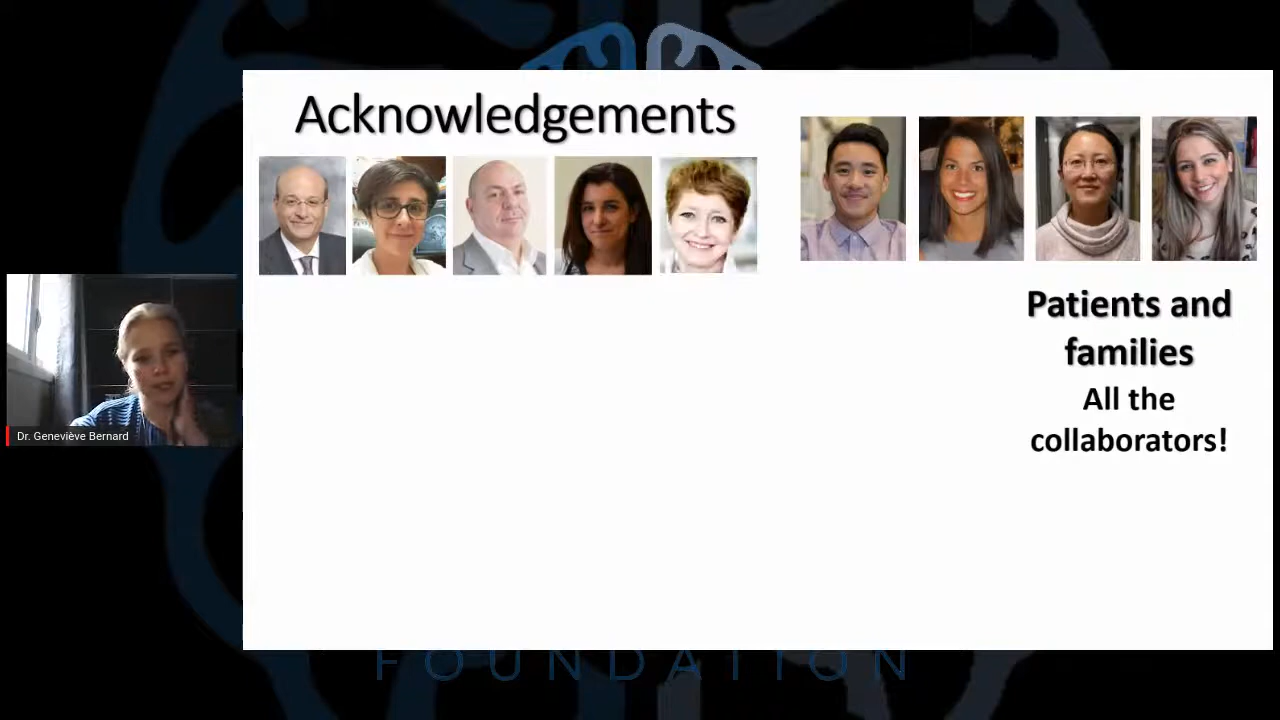 Acknowledgements
Patients and
families
All the
collaborators!
Dr. Geneviève Bernard
FOUNDATION